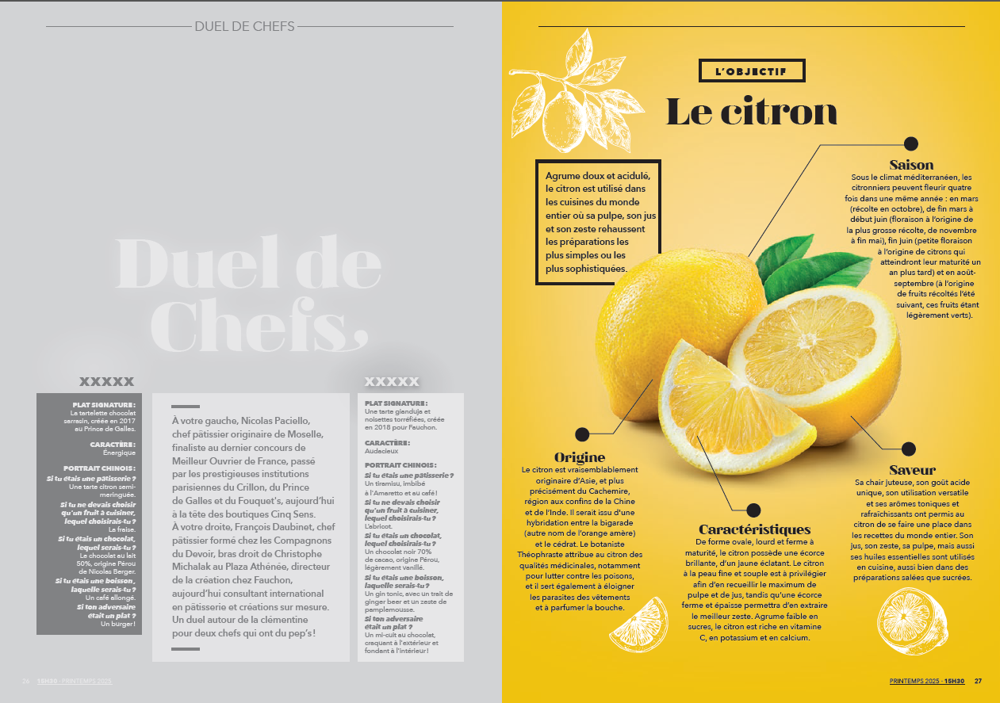 DUEL DE CHEFS
Duel de
Chefs
XXXXX
PLAT SIGNATURE :
La tartelette chocolat
sarrasin, créée en 2017
au Prince de Galles.
CARACTÈRE :
Énergique
PORTRAIT CHINOIS :
Si tu étais une pâtisserie ?
Une tarte citron semi-
meringuée.
Si tu ne devais choisir
qu'un fruit à cuisiner,
lequel choisirais-tu ?
La fraise.
Si tu étais un chocolat,
lequel serais-tu ?
Le chocolat au lait
50%, origine Pérou
de Nicolas Berger.
Si tu étais une boisson,
laquelle serais-tu ?
Un café allongé.
Si ton adversaire
était un plat ?
Un burger !
À votre gauche, Nicolas Paciello,
chef pâtissier originaire de Moselle,
finaliste au dernier concours de
Meilleur Ouvrier de France, passé
par les prestigieuses institutions
parisiennes du Crillon, du Prince
de Galles et du Fouquet's, aujourd'hui
à la tête des boutiques Cinq Sens.
À votre droite, François Daubinet, chef
pâtissier formé chez les Compagnons
du Devoir, bras droit de Christophe
Michalak au Plaza Athénée, directeur
de la création chez Fauchon,
aujourd'hui consultant international
en pâtisserie et créations sur mesure.
Un duel autour de la clémentine
pour deux chefs qui ont du pep's !
XXXXX
PLAT SIGNATURE :
Une tarte gianduja et
noisettes torréfiées, créée
en 2018 pour Fauchon.
CARACTÈRE :
Audacieux
PORTRAIT CHINOIS :
Si tu étais une pâtisserie ?
Un tiramisu, imbibé
à l'Amaretto et au café !
Si tu ne devais choisir
qu'un fruit à cuisiner,
lequel choisirais-tu ?
L'abricot.
Si tu étais un chocolat,
lequel choisirais-tu ?
Un chocolat noir 70%
de cacao, origine Pérou,
légèrement vanillé.
Si tu étais une boisson,
laquelle serais-tu ?
Un gin tonic, avec un trait de
ginger beer et un zeste de
pamplemousse.
Si ton adversaire
était un plat ?
Un mi-cuit au chocolat,
craquant à l'extérieur et
fondant à l'intérieur !
26 15H30 · PRINTEMPS 2025
L'OBJECTIF
Le citron
Agrume doux et acidulé,
le citron est utilisé dans
les cuisines du monde
entier où sa pulpe, son jus
et son zeste rehaussent
les préparations les
plus simples ou les
plus sophistiquées.
Saison
Sous le climat méditerranéen, les
citronniers peuvent fleurir quatre
fois dans une même année : en mars
(récolte en octobre), de fin mars à
début juin (floraison à l'origine de
la plus grosse récolte, de novembre
à fin mai), fin juin (petite floraison
à l'origine de citrons qui
atteindront leur maturité un
an plus tard) et en août-
septembre (à l'origine
de fruits récoltés l'été
suivant, ces fruits étant
légèrement verts).
Origine
Le citron est vraisemblablement
originaire d'Asie, et plus
précisément du Cachemire,
région aux confins de la Chine
et de l'Inde. Il serait issu d'une
hybridation entre la bigarade
(autre nom de l'orange amère)
et le cédrat. Le botaniste
Théophraste attribue au citron des
qualités médicinales, notamment
pour lutter contre les poisons,
et il sert également à éloigner
les parasites des vêtements
et à parfumer la bouche.
Caractéristiques
De forme ovale, lourd et ferme à
maturité, le citron possède une écorce
brillante, d'un jaune éclatant. Le citron
à la peau fine et souple est à privilégier
afin d'en recueillir le maximum de
pulpe et de jus, tandis qu'une écorce
ferme et épaisse permettra d'en extraire
le meilleur zeste. Agrume faible en
sucres, le citron est riche en vitamine
C, en potassium et en calcium.
Saveur
Sa chair juteuse, son goût acide
unique, son utilisation versatile
et ses arômes toniques et
rafraîchissants ont permis au
citron de se faire une place dans
les recettes du monde entier. Son
jus, son zeste, sa pulpe, mais aussi
ses huiles essentielles sont utilisés
en cuisine, aussi bien dans des
préparations salées que sucrées.
PRINTEMPS 2025 · 15H30 27